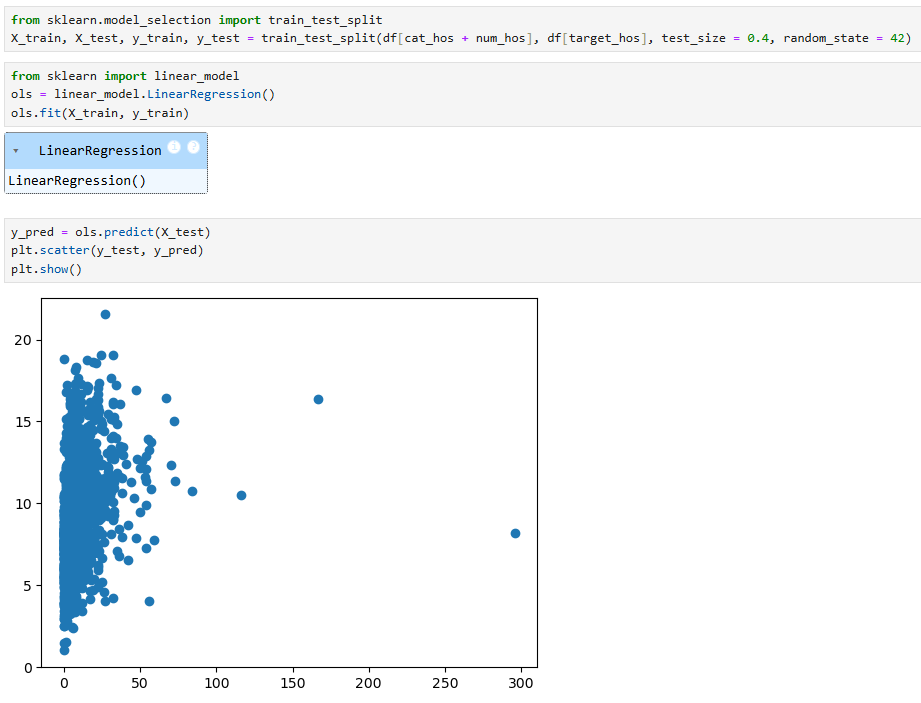 from sklearn.model_selection import train_test_split
X_train, X_test, y_train, y_test = train_test_split(df[cat_hos + num_hos], df[target_hos], test_size = 0.4, random_state = 42)
from sklearn import linear_model
ols = linear_model.LinearRegression()
ols.fit(X_train, y_train)
▾ LinearRegression i ?
LinearRegression()
y_pred = ols.predict(X_test)
plt.scatter(y_test, y_pred)
plt.show()
20
15
10
5
0
0 50 100 150 200 250 300